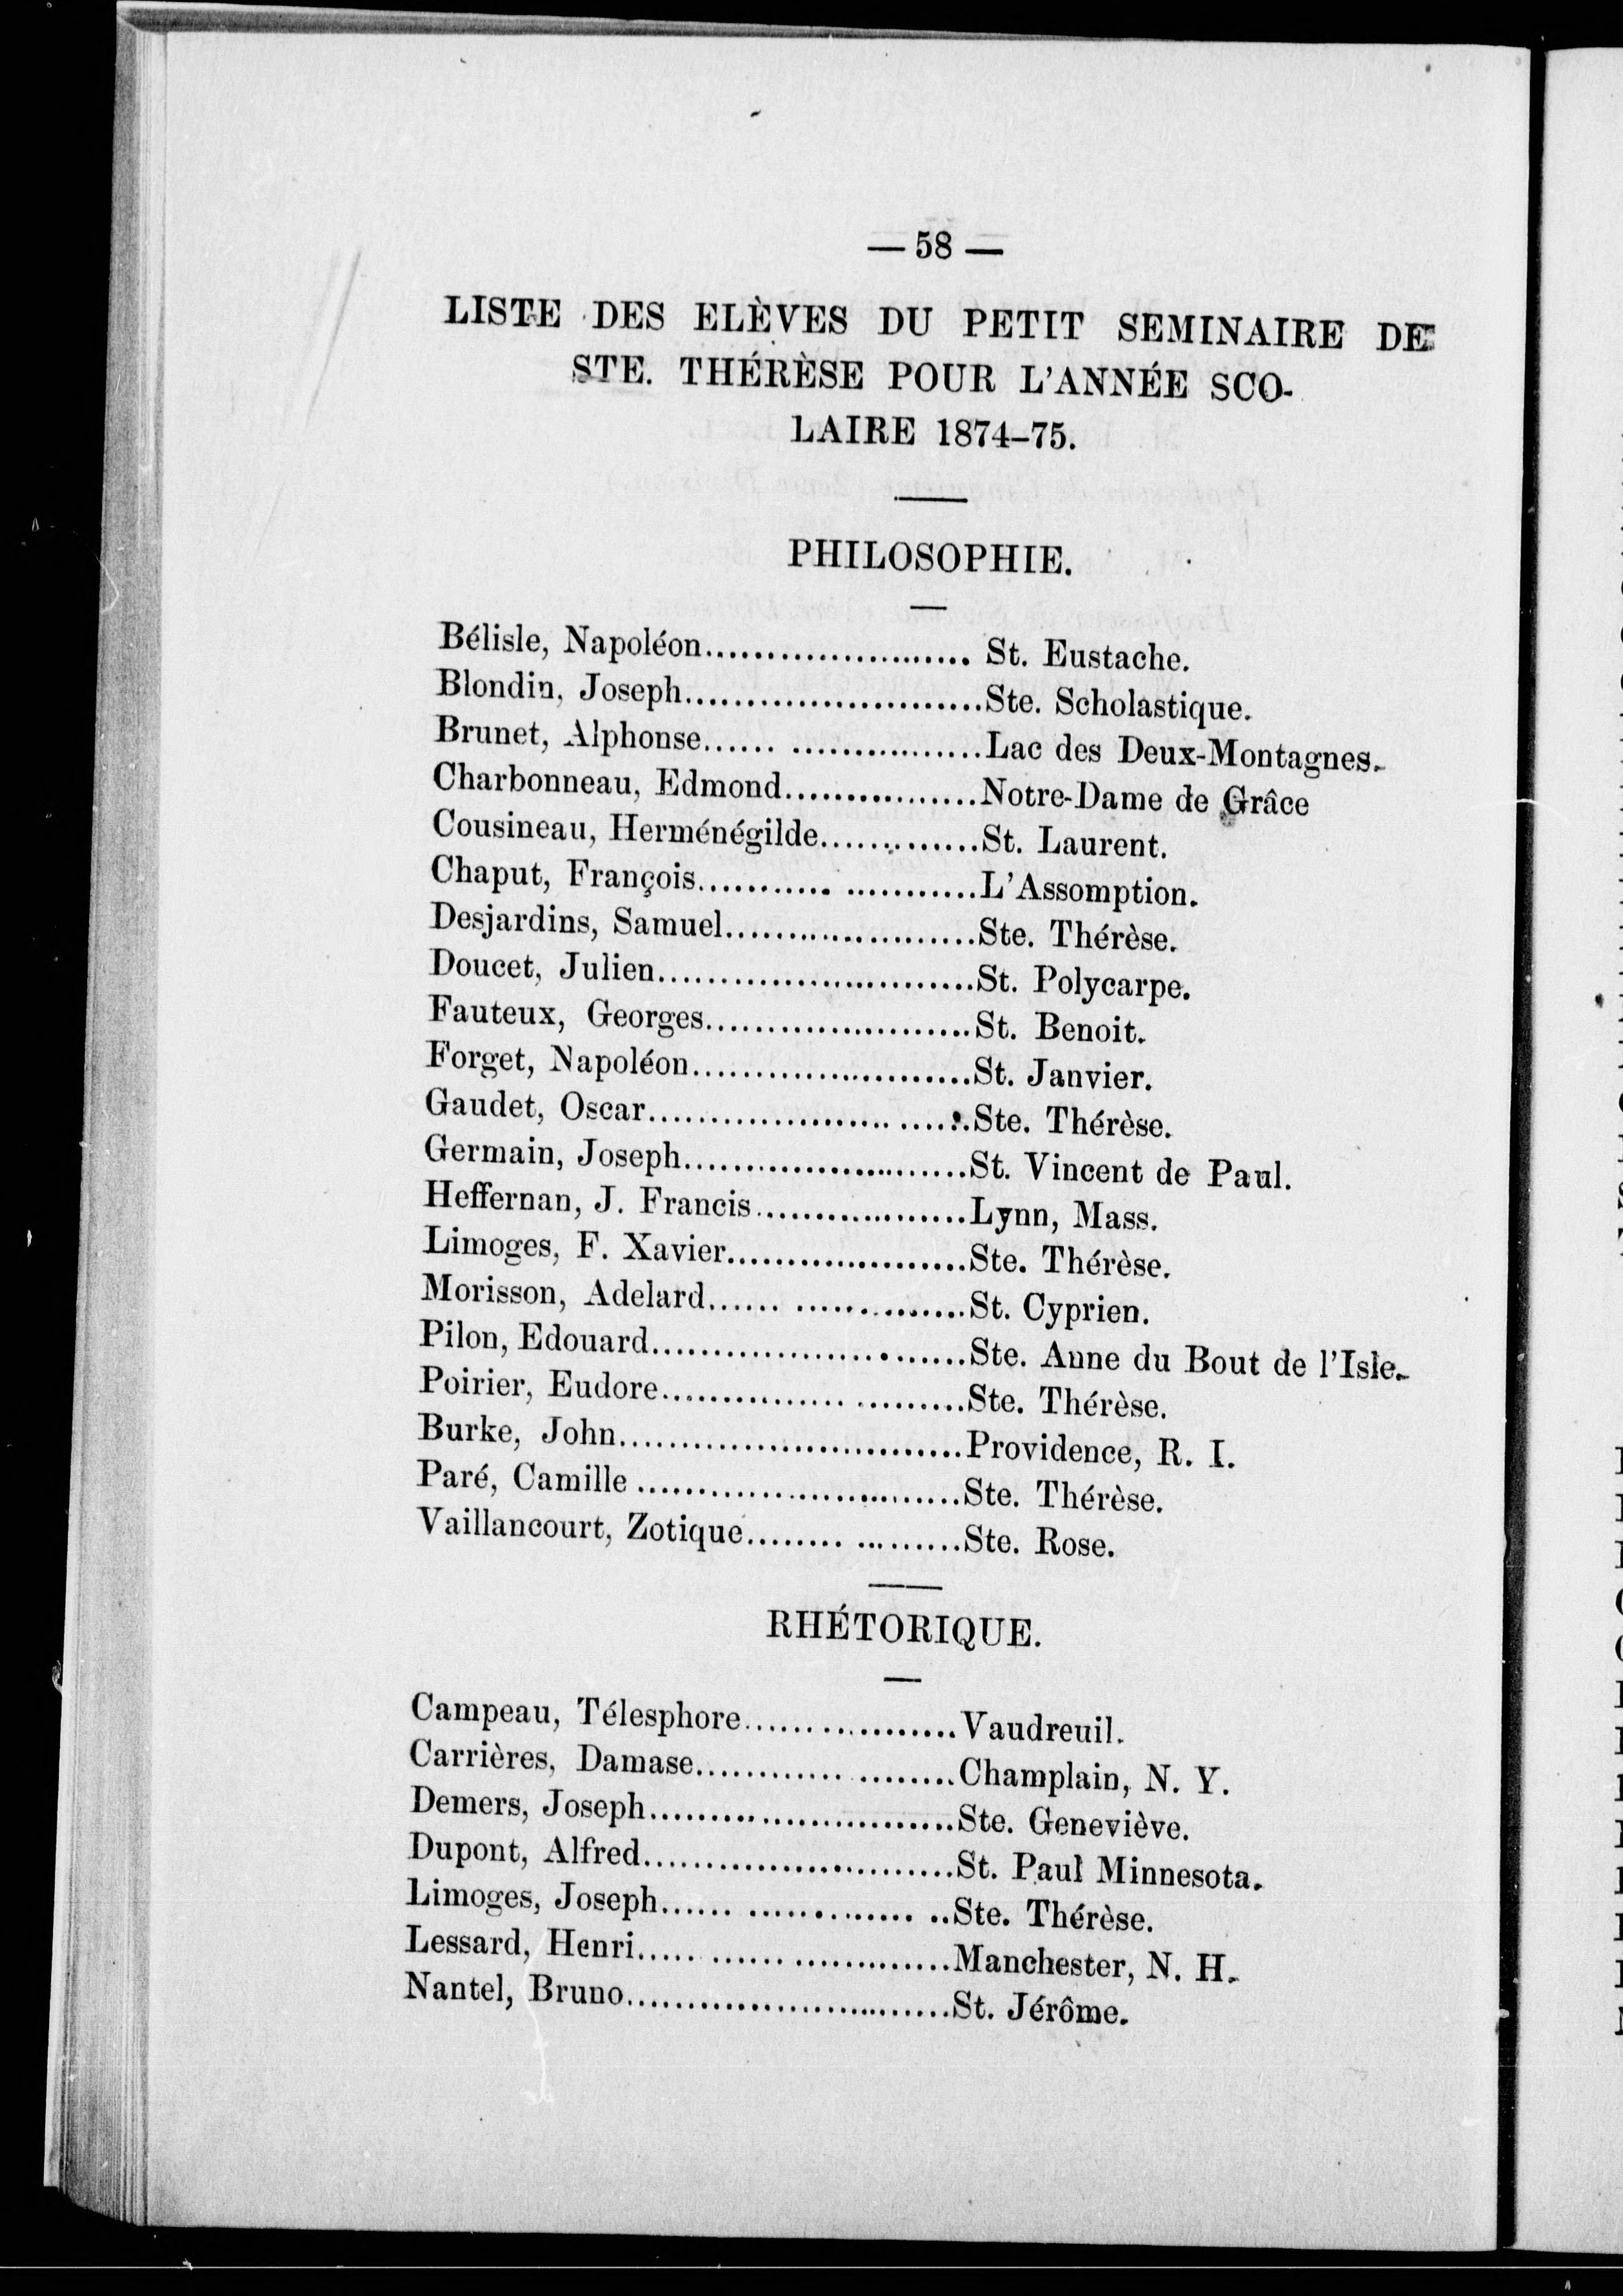 — 58 —
LISTE DES ELÈVES DU PETIT SEMINAIRE DE
STE. THÉRÈSE POUR L'ANNÉE SCO-
LAIRE 1874–75.
PHILOSOPHIE.
Bélisle, Napoléon........................ St. Eustache.
Blondin, Joseph...........................Ste. Scholastique.
Brunet, Alphonse...... .................Lac des Deux-Montagnes.
Charbonneau, Edmond..................Notre-Dame de Grâce
Cousineau, Herménégilde..............St. Laurent.
Chaput, François........... ............L'Assomption.
Desjardins, Samuel.......................Ste. Thérèse.
Doucet, Julien.............................St. Polycarpe.
Fauteux, Georges........................St. Benoit.
Forget, Napoléon.........................St. Janvier.
Gaudet, Oscar...................... ......Ste. Thérèse.
Germain, Joseph..........................St. Vincent de Paul.
Heffernan, J. Francis...................Lynn, Mass.
Limoges, F. Xavier......................Ste. Thérèse.
Morisson, Adelard...... ................St. Cyprien.
Pilon, Edouard............................Ste. Anne du Bout de l'Isle.
Poirier, Eudore................. ..........Ste. Thérèse.
Burke, John...............................Providence, R. I.
Paré, Camille .............................Ste. Thérèse.
Vaillancourt, Zotique........ ..........Ste. Rose.
RHÉTORIQUE.
Campeau, Télesphore...................Vaudreuil.
Carrières, Damase............. .........Champlain, N. Y.
Demers, Joseph............................Ste. Geneviève.
Dupont, Alfred............................St. Paul Minnesota.
Limoges, Joseph...... .............. ..Ste. Thérèse.
Lessard, Henri..... ...... ..............Manchester, N. H.
Nantel, Bruno..............................St. Jérôme.